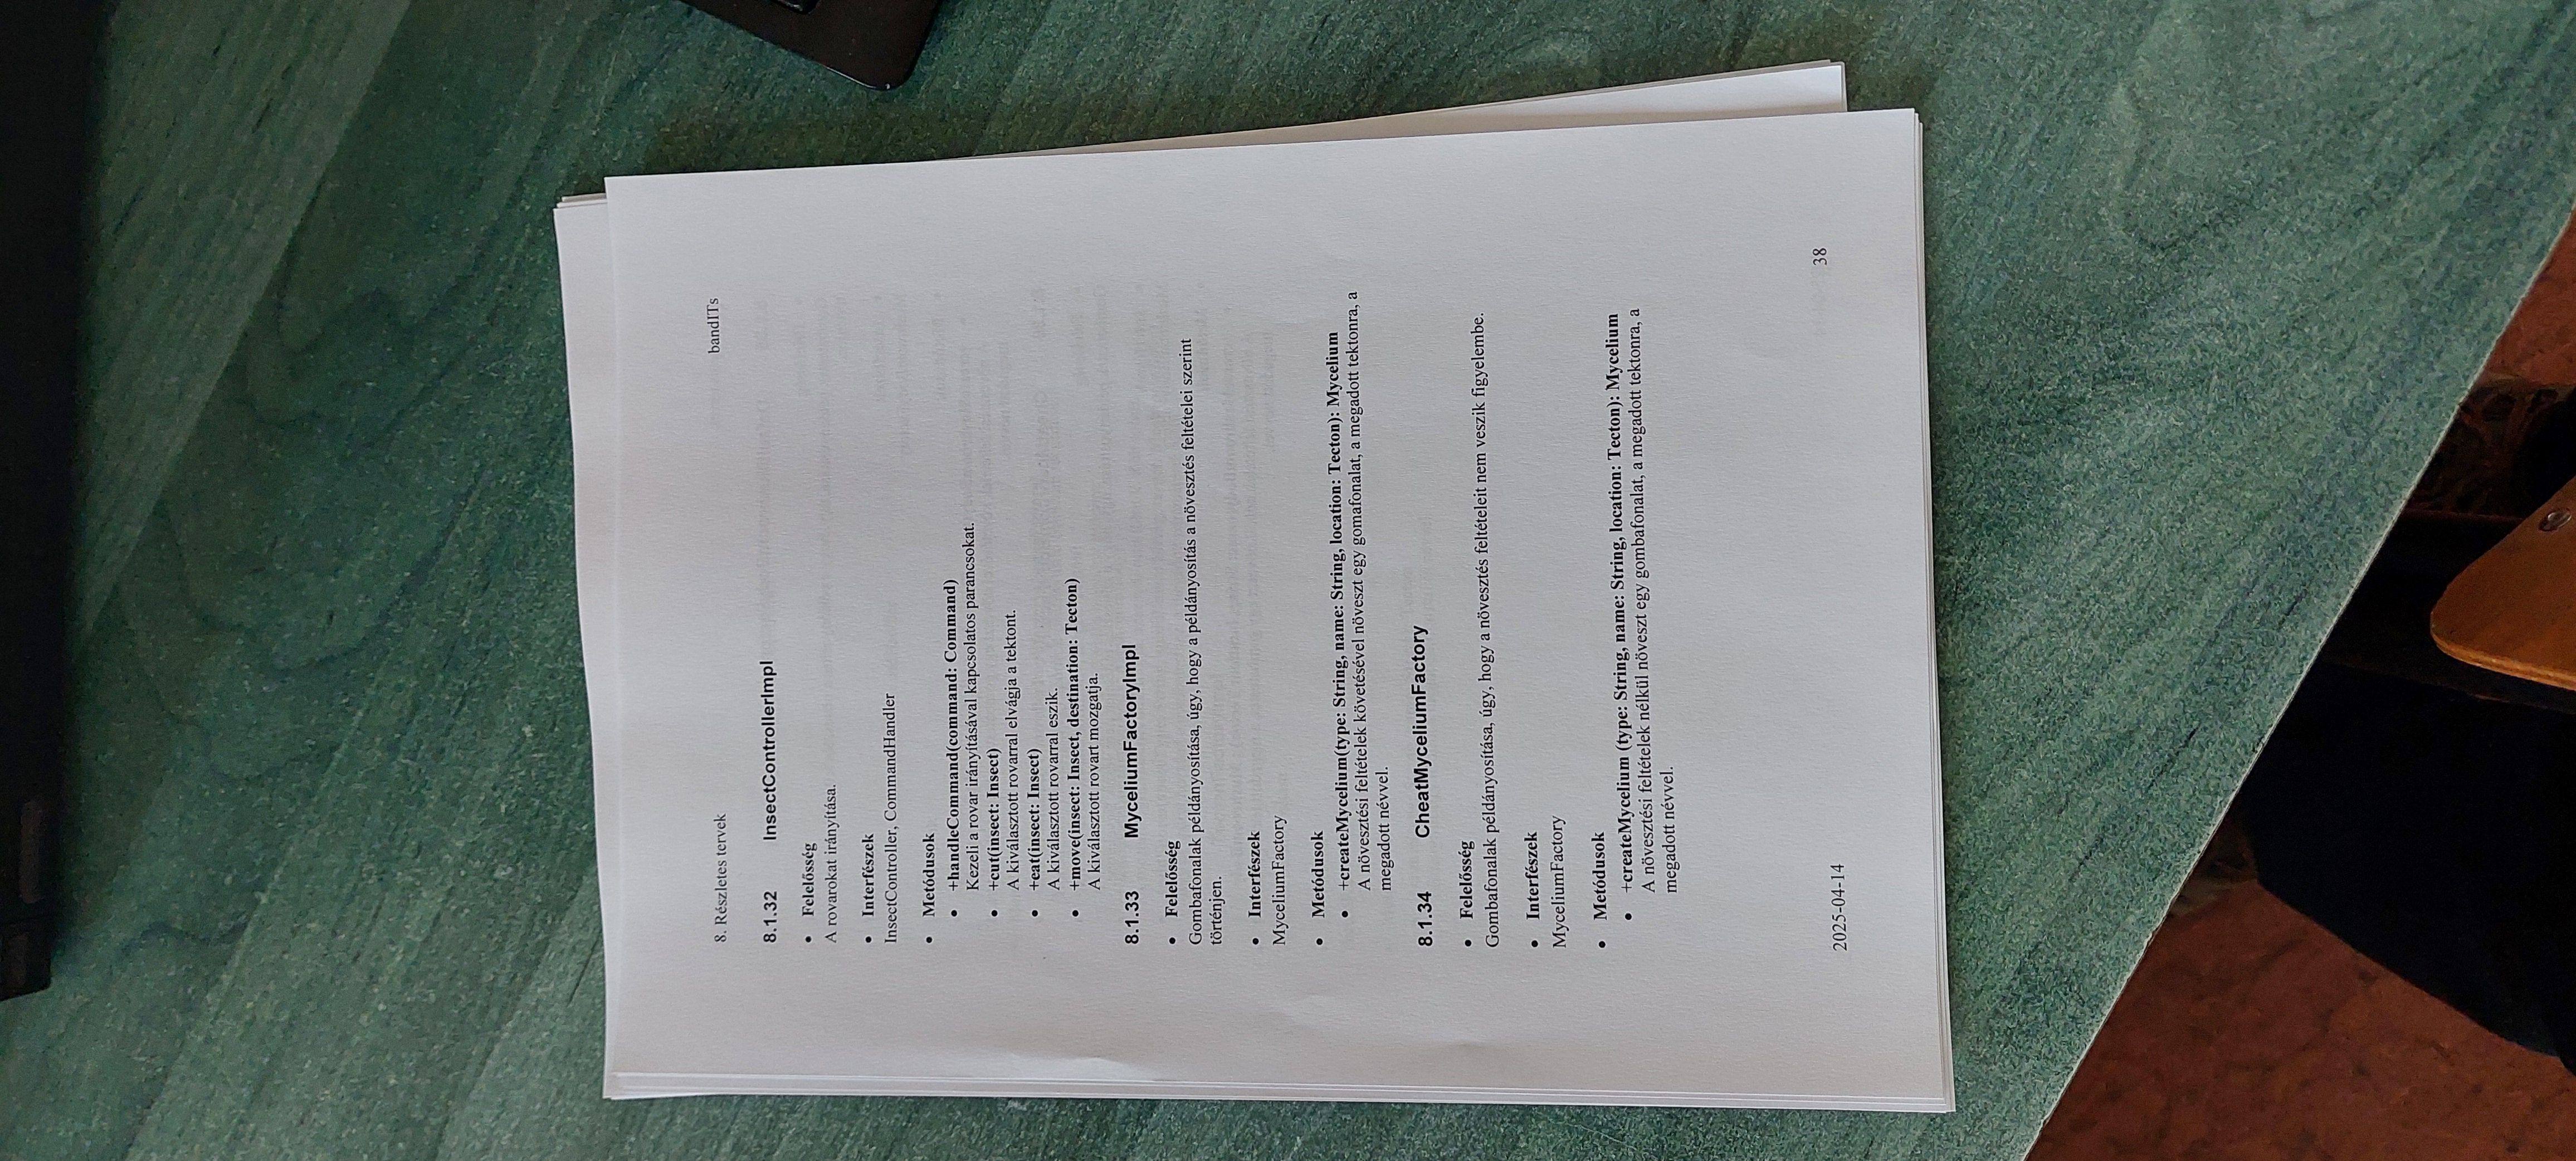 8. Részletes tervek bandITs
8.1.32 InsectControllerImpl
• Felelősség
A rovarokat irányítása.
• Interfészek
InsectController, CommandHandler
• Metódusok
• +handleCommand(command: Command)
Kezeli a rovar irányításával kapcsolatos parancsokat.
• +cut(insect: Insect)
A kiválasztott rovarral elvágja a tektont.
• +eat(insect: Insect)
A kiválasztott rovarral eszik.
• +move(insect: Insect, destination: Tecton)
A kiválasztott rovart mozgatja.
8.1.33 MyceliumFactoryImpl
• Felelősség
Gombafonalak példányosítása, úgy, hogy a példányosítás a növesztés feltételei szerint
történjen.
• Interfészek
MyceliumFactory
• Metódusok
• +createMycelium(type: String, name: String, location: Tecton): Mycelium
A növesztési feltételek követésével növeszt egy gomafonalat, a megadott tektonra, a
megadott névvel.
8.1.34 CheatMyceliumFactory
• Felelősség
Gombafonalak példányosítása, úgy, hogy a növesztés feltételeit nem veszik figyelembe.
• Interfészek
MyceliumFactory
• Metódusok
• +createMycelium (type: String, name: String, location: Tecton): Mycelium
A növesztési feltételek nélkül növeszt egy gombafonalat, a megadott tektonra, a
megadott névvel.
2025-04-14 38